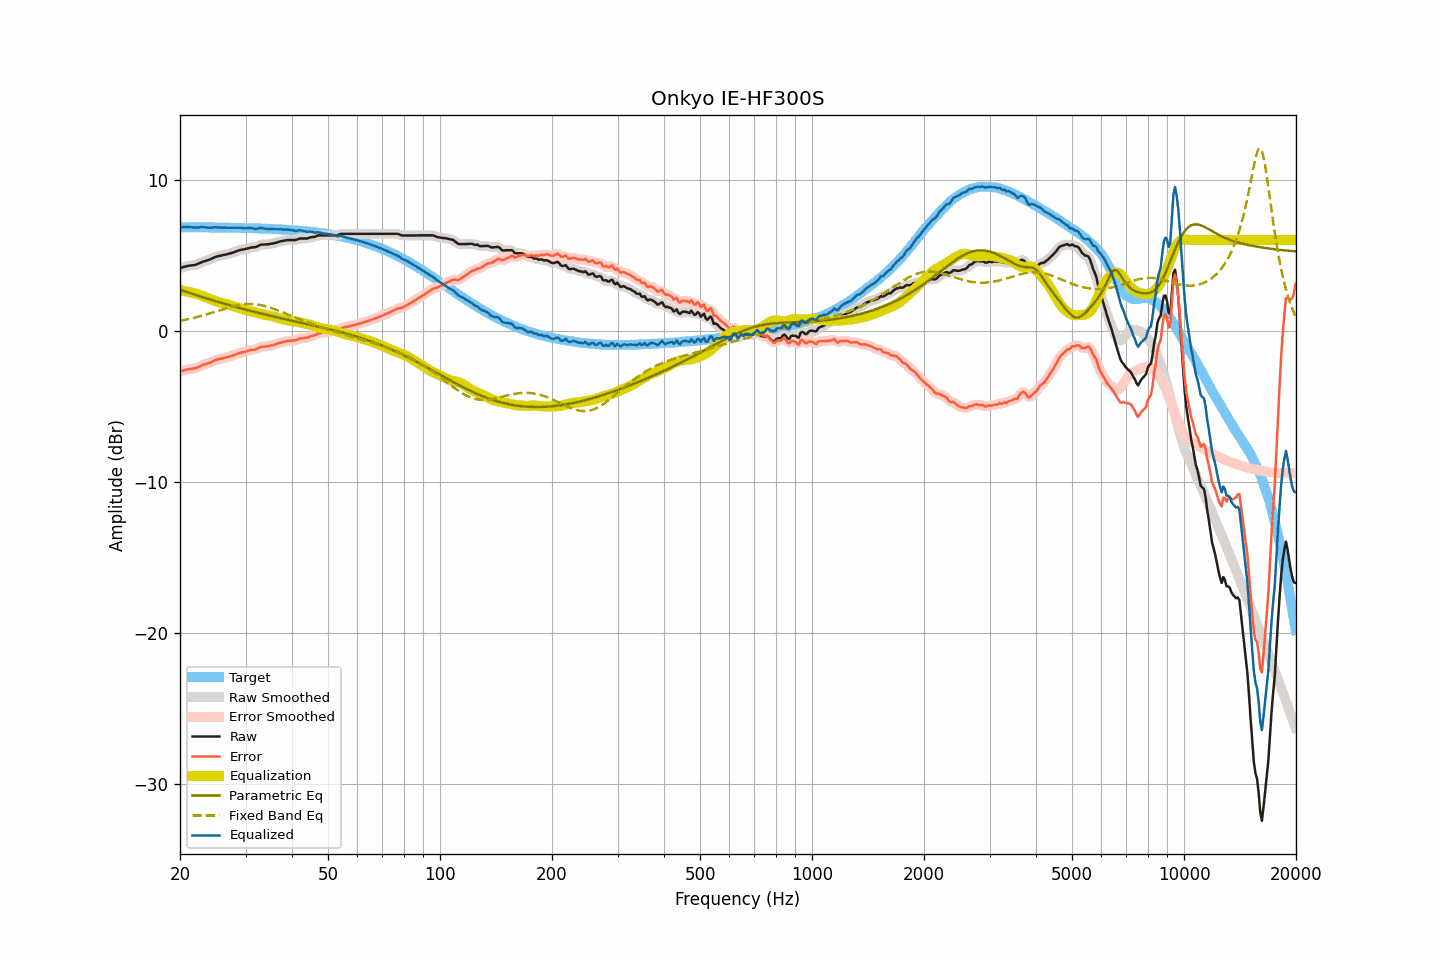 Onkyo IE-HF300S
Amplitude (dBr)
10
0
−10
−20
−30
Target
Raw Smoothed
Error Smoothed
Raw
Error
Equalization
Parametric Eq
Fixed Band Eq
Equalized
20 50 100 200 500 1000 2000 5000 10000 20000
Frequency (Hz)